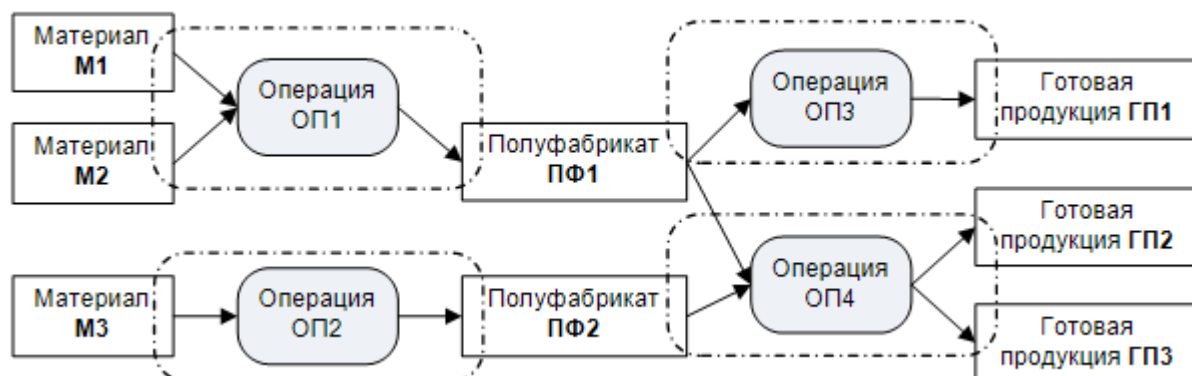 Материал
М1
Операция
ОП1
Материал
М2
Полуфабрикат
ПФ1
Операция
ОП3
Готовая
продукция ГП1
Материал
М3
Операция
ОП2
Полуфабрикат
ПФ2
Операция
ОП4
Готовая
продукция ГП2
Готовая
продукция ГП3